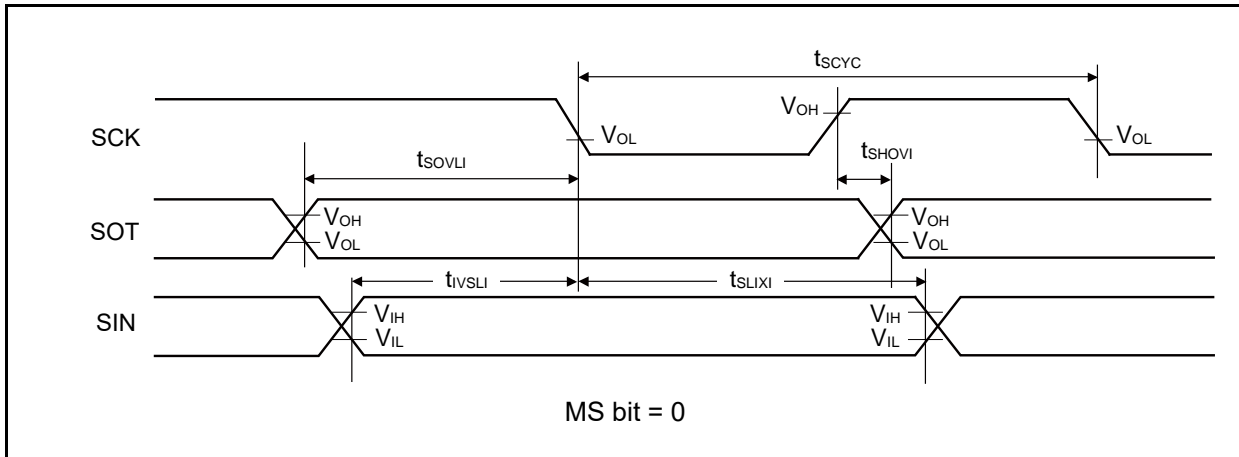 tSCYC
SCK
VOH
VOL
VOL
tSHOVI
tSOVLI
SOT
VOH
VOL
VOH
VOL
tIVSLI
tSLIXI
SIN
VIH
VIL
VIH
VIL
MS bit = 0